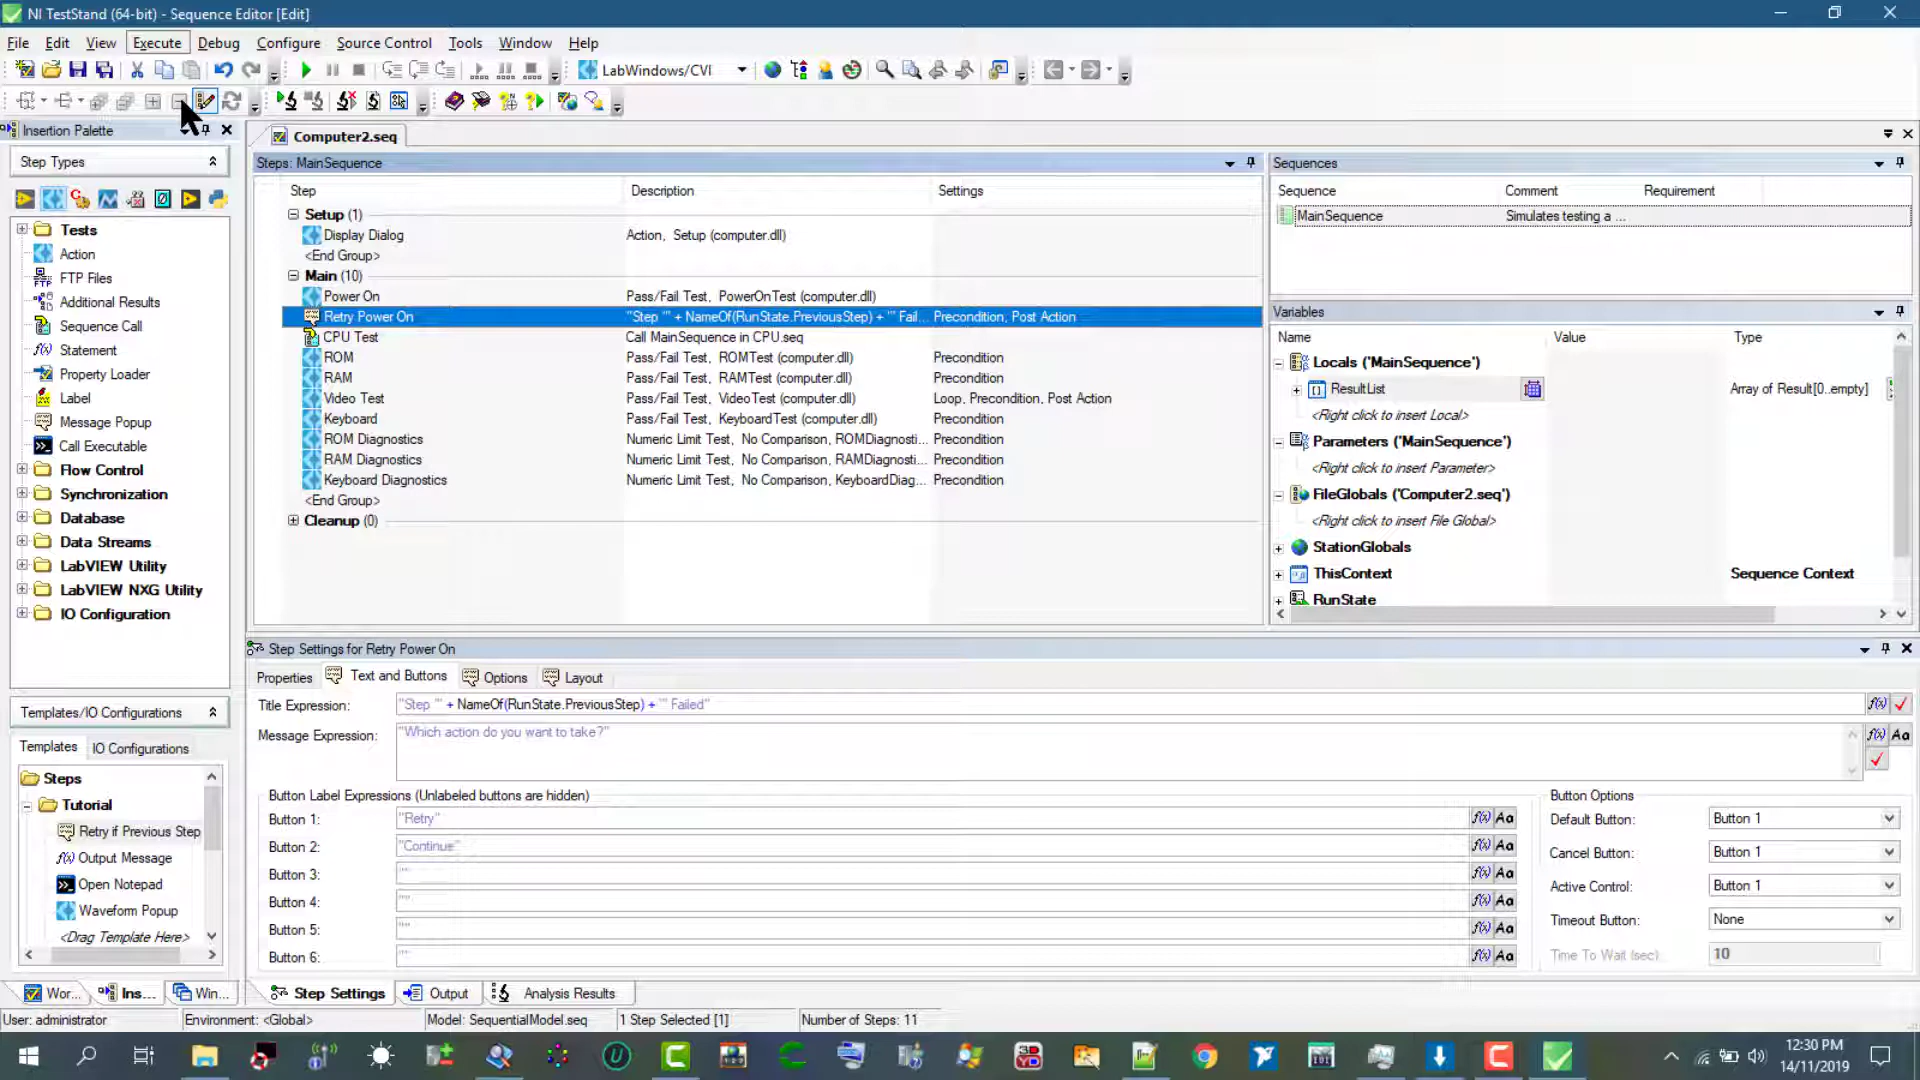 NI TestStand (64-bit) - Sequence Editor [Edit]
File Edit View Execute Debug Configure Source Control Tools Window Help
LabWindows/CVI
Insertion Palette
Computer2.seq
Step Types
Steps: MainSequence
Sequences
Step Description Settings
Sequence Comment Requirement
Setup (1)
MainSequence Simulates testing a ...
Display Dialog Action, Setup (computer.dll)
<End Group>
Main (10)
Power On Pass/Fail Test, PowerOnTest (computer.dll)
Retry Power On "Step '" + NameOf(RunState.PreviousStep) + "' Fail... Precondition, Post Action
CPU Test Call MainSequence in CPU.seq
ROM Pass/Fail Test, ROMTest (computer.dll) Precondition
RAM Pass/Fail Test, RAMTest (computer.dll) Precondition
Video Test Pass/Fail Test, VideoTest (computer.dll) Loop, Precondition, Post Action
Keyboard Pass/Fail Test, KeyboardTest (computer.dll) Precondition
ROM Diagnostics Numeric Limit Test, No Comparison, ROMDiagnosti... Precondition
RAM Diagnostics Numeric Limit Test, No Comparison, RAMDiagnosti... Precondition
Keyboard Diagnostics Numeric Limit Test, No Comparison, KeyboardDiag... Precondition
<End Group>
Cleanup (0)
Tests
Action
FTP Files
Additional Results
Sequence Call
Statement
Property Loader
Label
Message Popup
Call Executable
Flow Control
Synchronization
Database
Data Streams
LabVIEW Utility
LabVIEW NXG Utility
IO Configuration
Variables
Name Value Type
Locals ('MainSequence')
ResultList Array of Result[0..empty]
<Right click to insert Local>
Parameters ('MainSequence')
<Right click to insert Parameter>
FileGlobals ('Computer2.seq')
<Right click to insert File Global>
StationGlobals
ThisContext Sequence Context
RunState
Step Settings for Retry Power On
Properties Text and Buttons Options Layout
Title Expression: "Step '" + NameOf(RunState.PreviousStep) + "' Failed"
Message Expression: "Which action do you want to take?"
Button Label Expressions (Unlabeled buttons are hidden)
Button 1: "Retry"
Button 2: "Continue"
Button 3: ""
Button 4: ""
Button 5: ""
Button 6: ""
Button Options
Default Button: Button 1
Cancel Button: Button 1
Active Control: Button 1
Timeout Button: None
Time To Wait (sec): 10
Templates/IO Configurations
Templates IO Configurations
Steps
Tutorial
Retry if Previous Step
Output Message
Open Notepad
Waveform Popup
<Drag Template Here>
Wor... Ins... Win... Step Settings Output Analysis Results
User: administrator Environment: <Global> Model: SequentialModel.seq 1 Step Selected [1] Number of Steps: 11
12:30 PM
14/11/2019